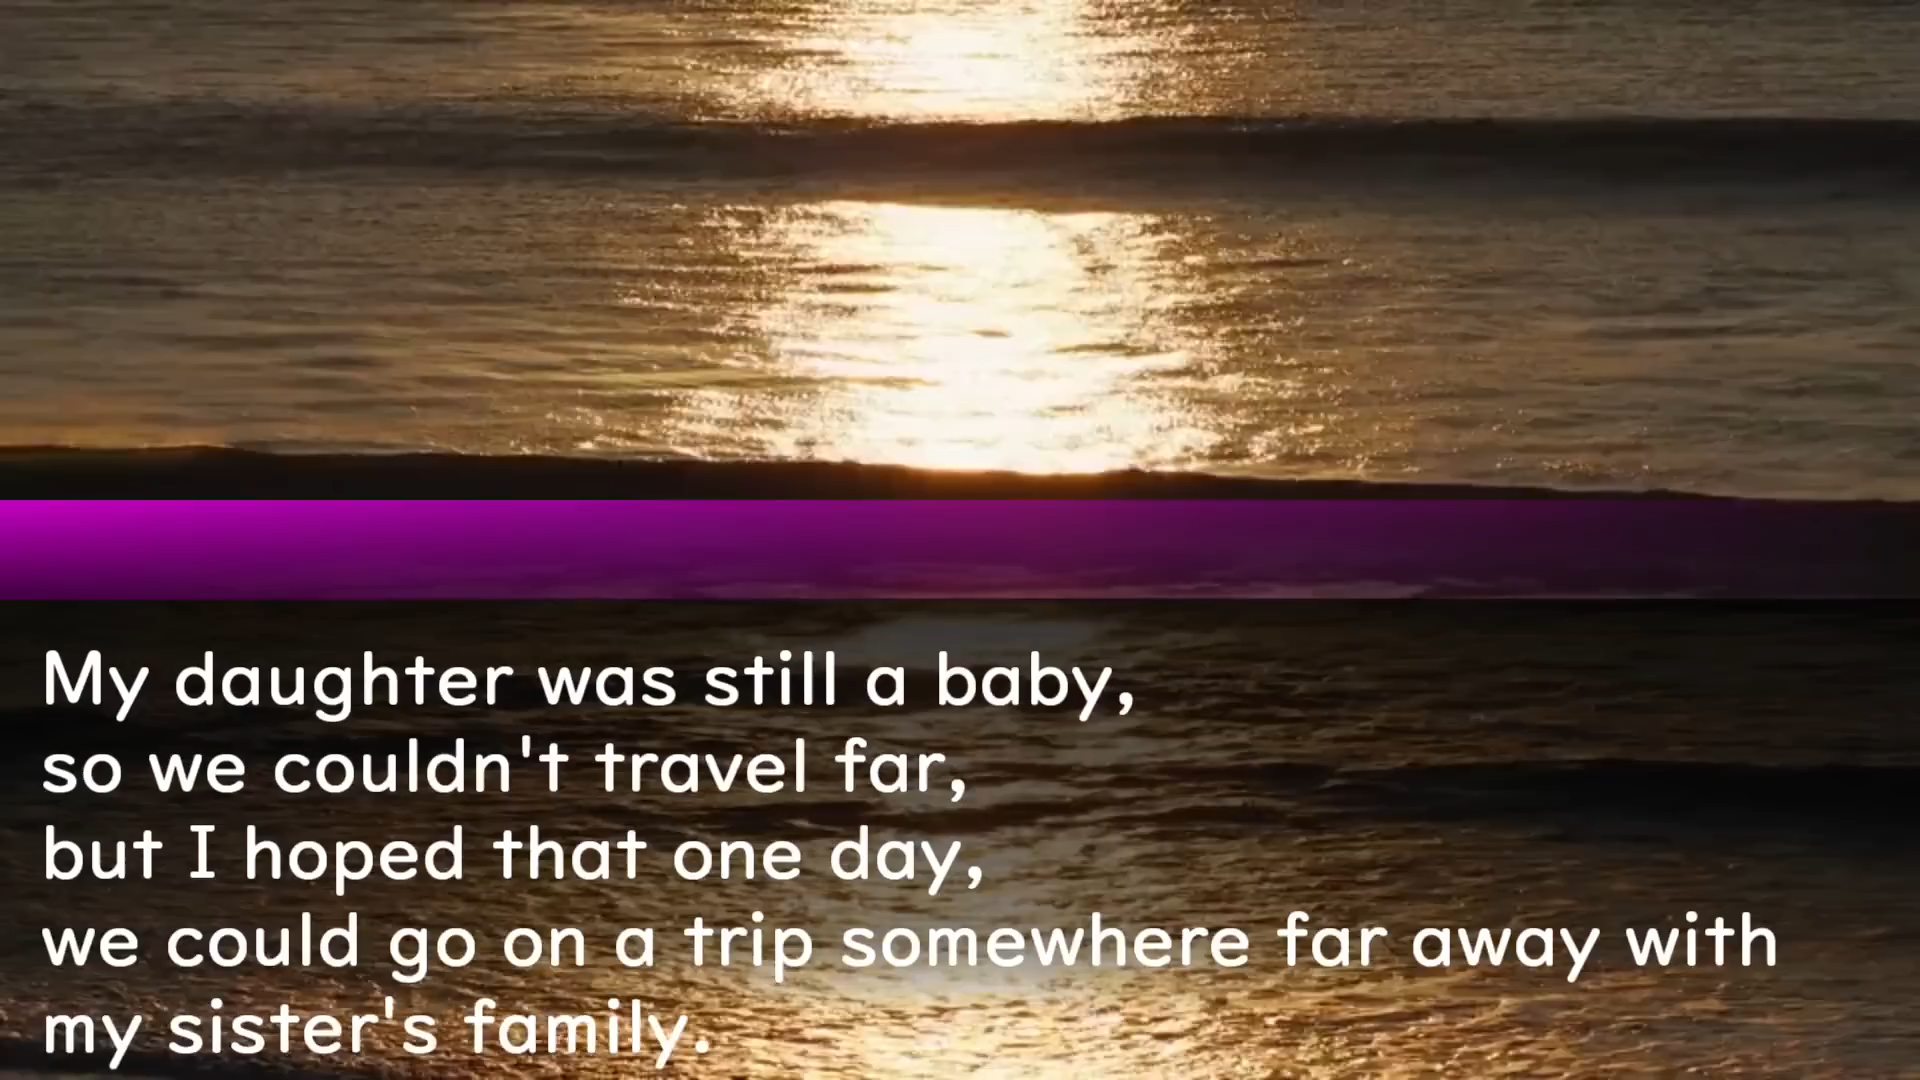 My daughter was still a baby,
so we couldn't travel far,
but I hoped that one day,
we could go on a trip somewhere far away with
my sister's family.